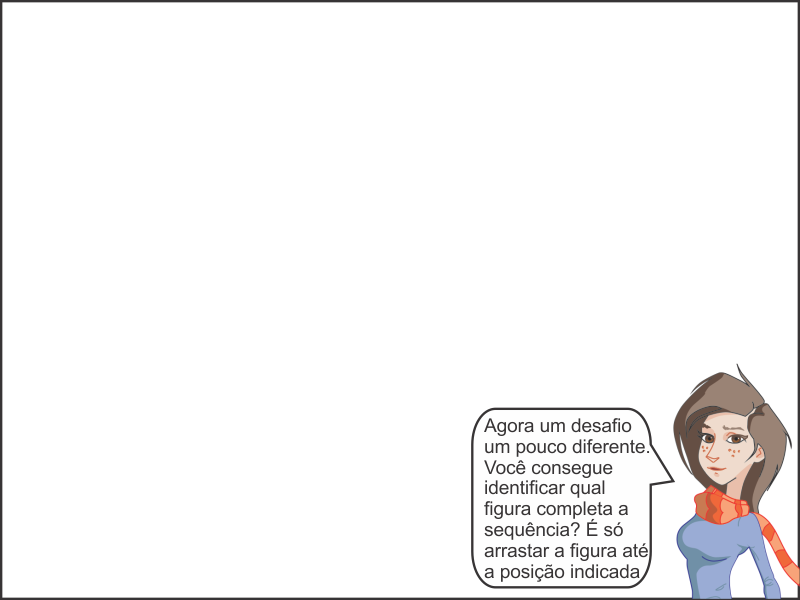 Agora um desafio
um pouco diferente.
Você consegue
identificar qual
figura completa a
sequência? É só
arrastar a figura até
a posição indicada.